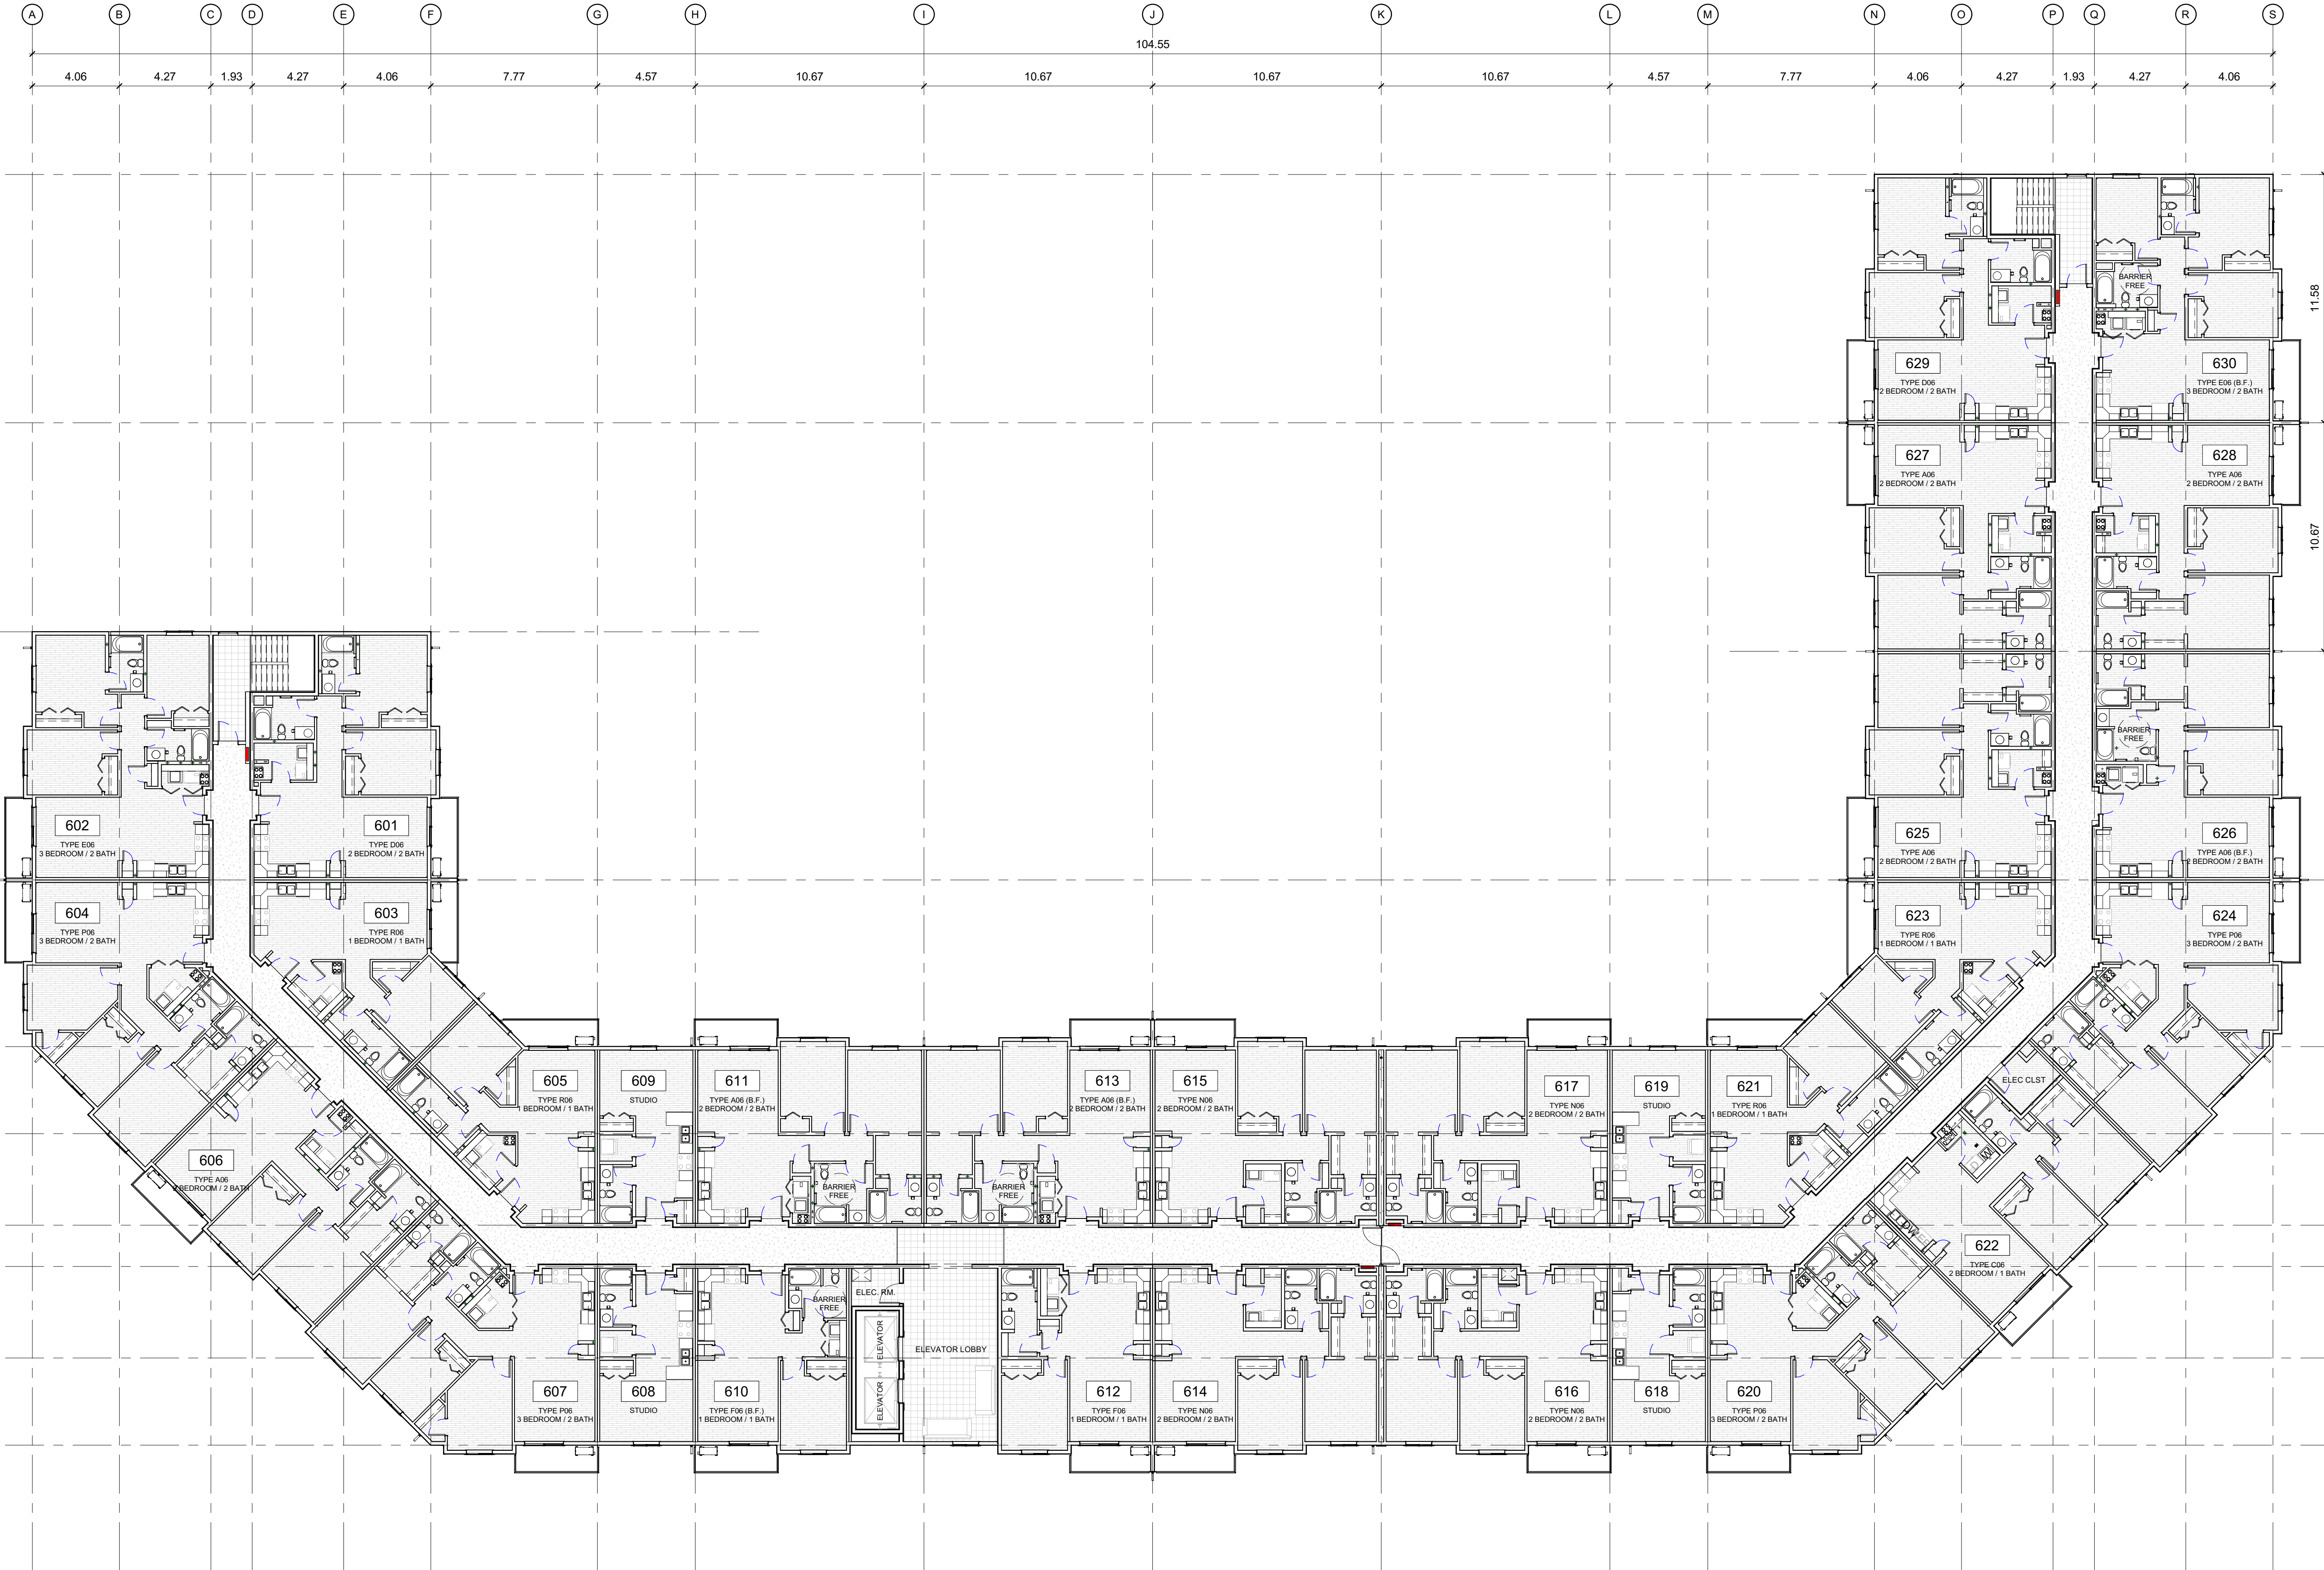 A B C D E F G H I J K L M N O P Q R S
104.55
4.06 4.27 1.93 4.27 4.06 7.77 4.57 10.67 10.67 10.67 10.67 4.57 7.77 4.06 4.27 1.93 4.27 4.06
11.58
10.67
BARRIER
FREE
629
TYPE D06
2 BEDROOM / 2 BATH
630
TYPE E06 (B.F.)
3 BEDROOM / 2 BATH
627
TYPE A06
2 BEDROOM / 2 BATH
628
TYPE A06
2 BEDROOM / 2 BATH
BARRIER
FREE
602
TYPE E06
3 BEDROOM / 2 BATH
601
TYPE D06
2 BEDROOM / 2 BATH
625
TYPE A06
2 BEDROOM / 2 BATH
626
TYPE A06 (B.F.)
2 BEDROOM / 2 BATH
604
TYPE P06
3 BEDROOM / 2 BATH
603
TYPE R06
1 BEDROOM / 1 BATH
623
TYPE R06
1 BEDROOM / 1 BATH
624
TYPE P06
3 BEDROOM / 2 BATH
605
TYPE R06
1 BEDROOM / 1 BATH
609
STUDIO
611
TYPE A06 (B.F.)
2 BEDROOM / 2 BATH
613
TYPE A06 (B.F.)
2 BEDROOM / 2 BATH
615
TYPE N06
2 BEDROOM / 2 BATH
617
TYPE N06
2 BEDROOM / 2 BATH
619
STUDIO
621
TYPE R06
1 BEDROOM / 1 BATH
ELEC CLST
606
TYPE A06
2 BEDROOM / 2 BATH
BARRIER
FREE
BARRIER
FREE
W
DW
622
TYPE C06
2 BEDROOM / 1 BATH
BARRIER
FREE
ELEC. RM.
ELEVATOR
ELEVATOR
ELEVATOR LOBBY
607
TYPE P06
3 BEDROOM / 2 BATH
608
STUDIO
610
TYPE F06 (B.F.)
1 BEDROOM / 1 BATH
612
TYPE F06
1 BEDROOM / 1 BATH
614
TYPE N06
2 BEDROOM / 2 BATH
616
TYPE N06
2 BEDROOM / 2 BATH
618
STUDIO
620
TYPE P06
3 BEDROOM / 2 BATH